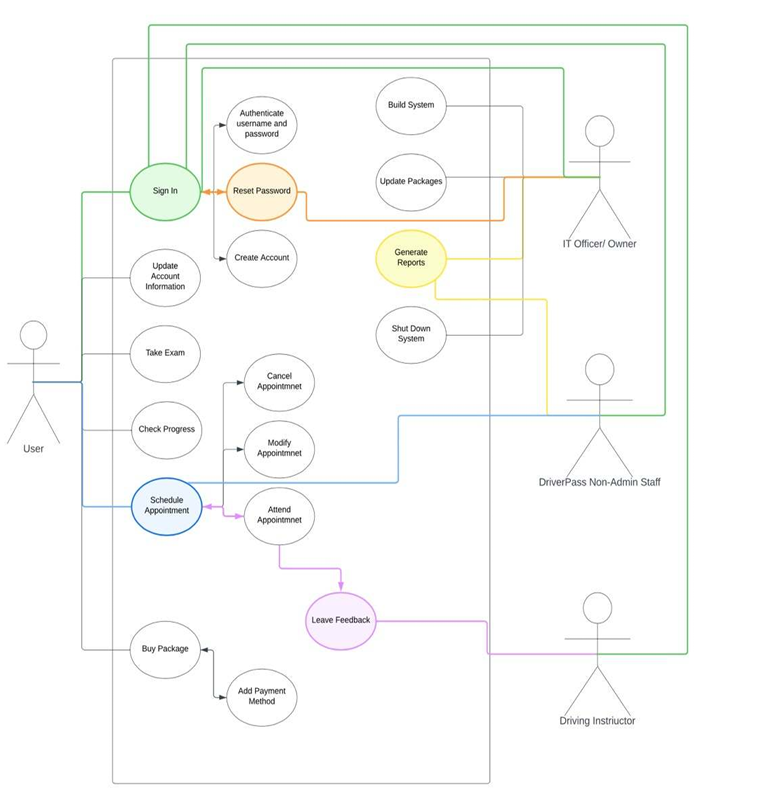 Build System
Authenticate
username and
password
Sign In
Reset Password
Update Packages
IT Officer/ Owner
Create Account
Generate
Reports
Update
Account
Information
Shut Down
System
Take Exam
Cancel
Appointmnet
User
Check Progress
Modify
Appointmnet
DriverPass Non-Admin Staff
Schedule
Appointment
Attend
Appointmnet
Leave Feedback
Buy Package
Add Payment
Method
Driving Instriuctor